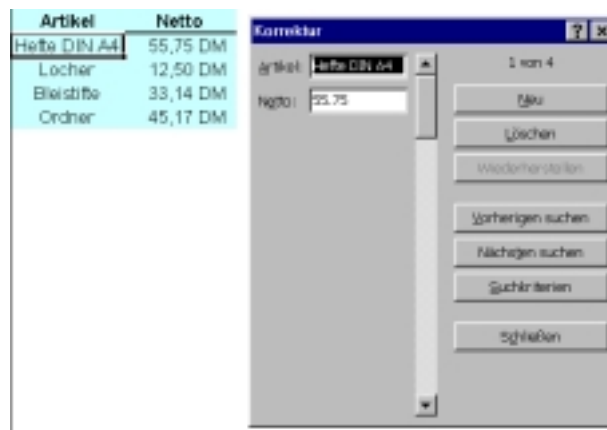 Artikel Netto
Hefte DIN A4 55,75 DM
Locher 12,50 DM
Bleistifte 33,14 DM
Ordner 45,17 DM
Korrektur
Artikel: Hefte DIN A4
Netto: 55.75
1 von 4
Neu
Löschen
Wiederherstellen
Vorherigen suchen
Nächsten suchen
Suchkriterien
Schließen